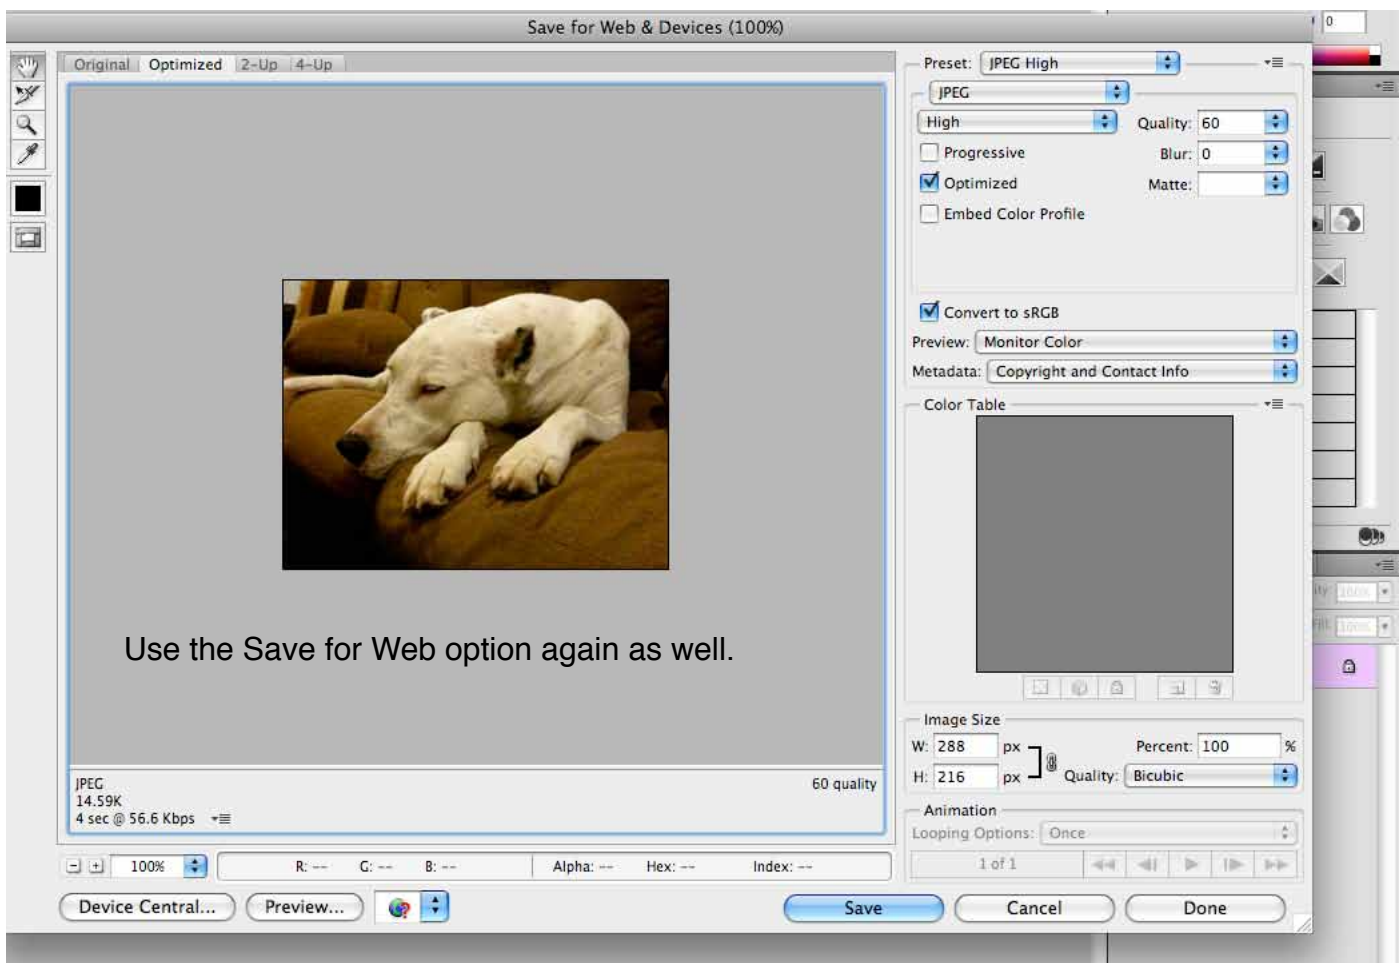 Save for Web & Devices (100%)
0
Original Optimized 2-Up 4-Up
Preset: JPEG High
JPEG
High Quality: 60
Progressive Blur: 0
Optimized Matte:
Embed Color Profile
Convert to sRGB
Preview: Monitor Color
Metadata: Copyright and Contact Info
Color Table
Use the Save for Web option again as well.
Image Size
W: 288 px Percent: 100 %
H: 216 px Quality: Bicubic
JPEG 60 quality
14.59K
4 sec @ 56.6 Kbps
Animation
Looping Options: Once
1 of 1
100% R: -- G: -- B: -- Alpha: -- Hex: -- Index: --
Device Central... Preview... Save Cancel Done